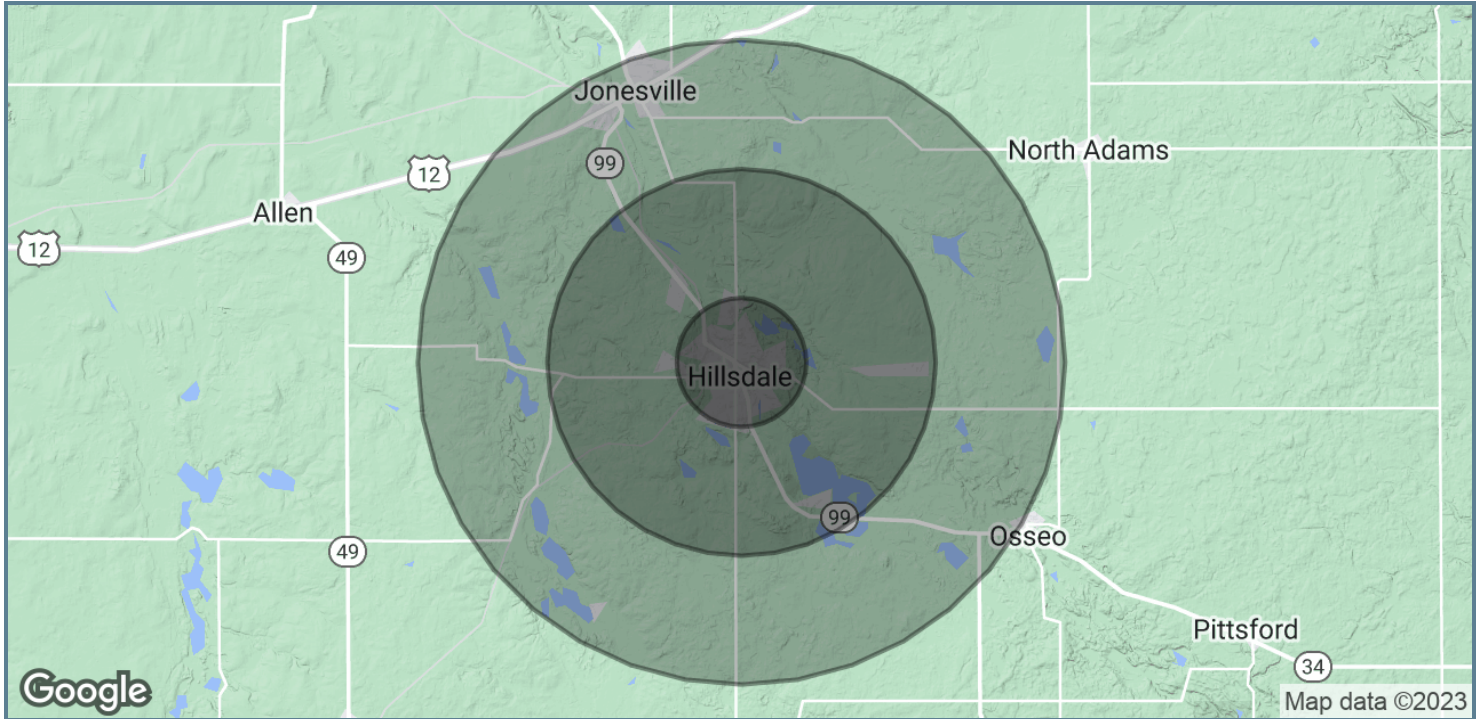 Jonesville
99
North Adams
12
Allen
12
49
Hillsdale
99
Osseo
49
Pittsford
34
Google
Map data ©2023